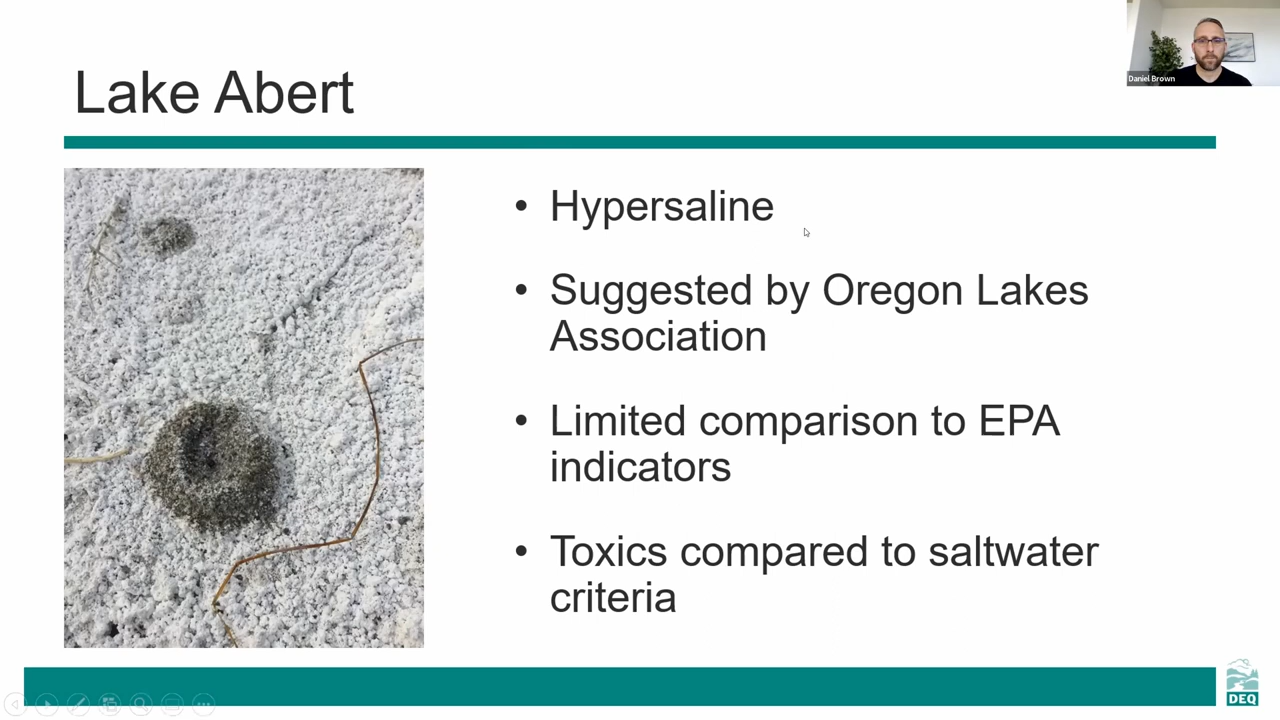 Daniel Brown
Lake Abert
• Hypersaline
• Suggested by Oregon Lakes
Association
• Limited comparison to EPA
indicators
• Toxics compared to saltwater
criteria
DEQ